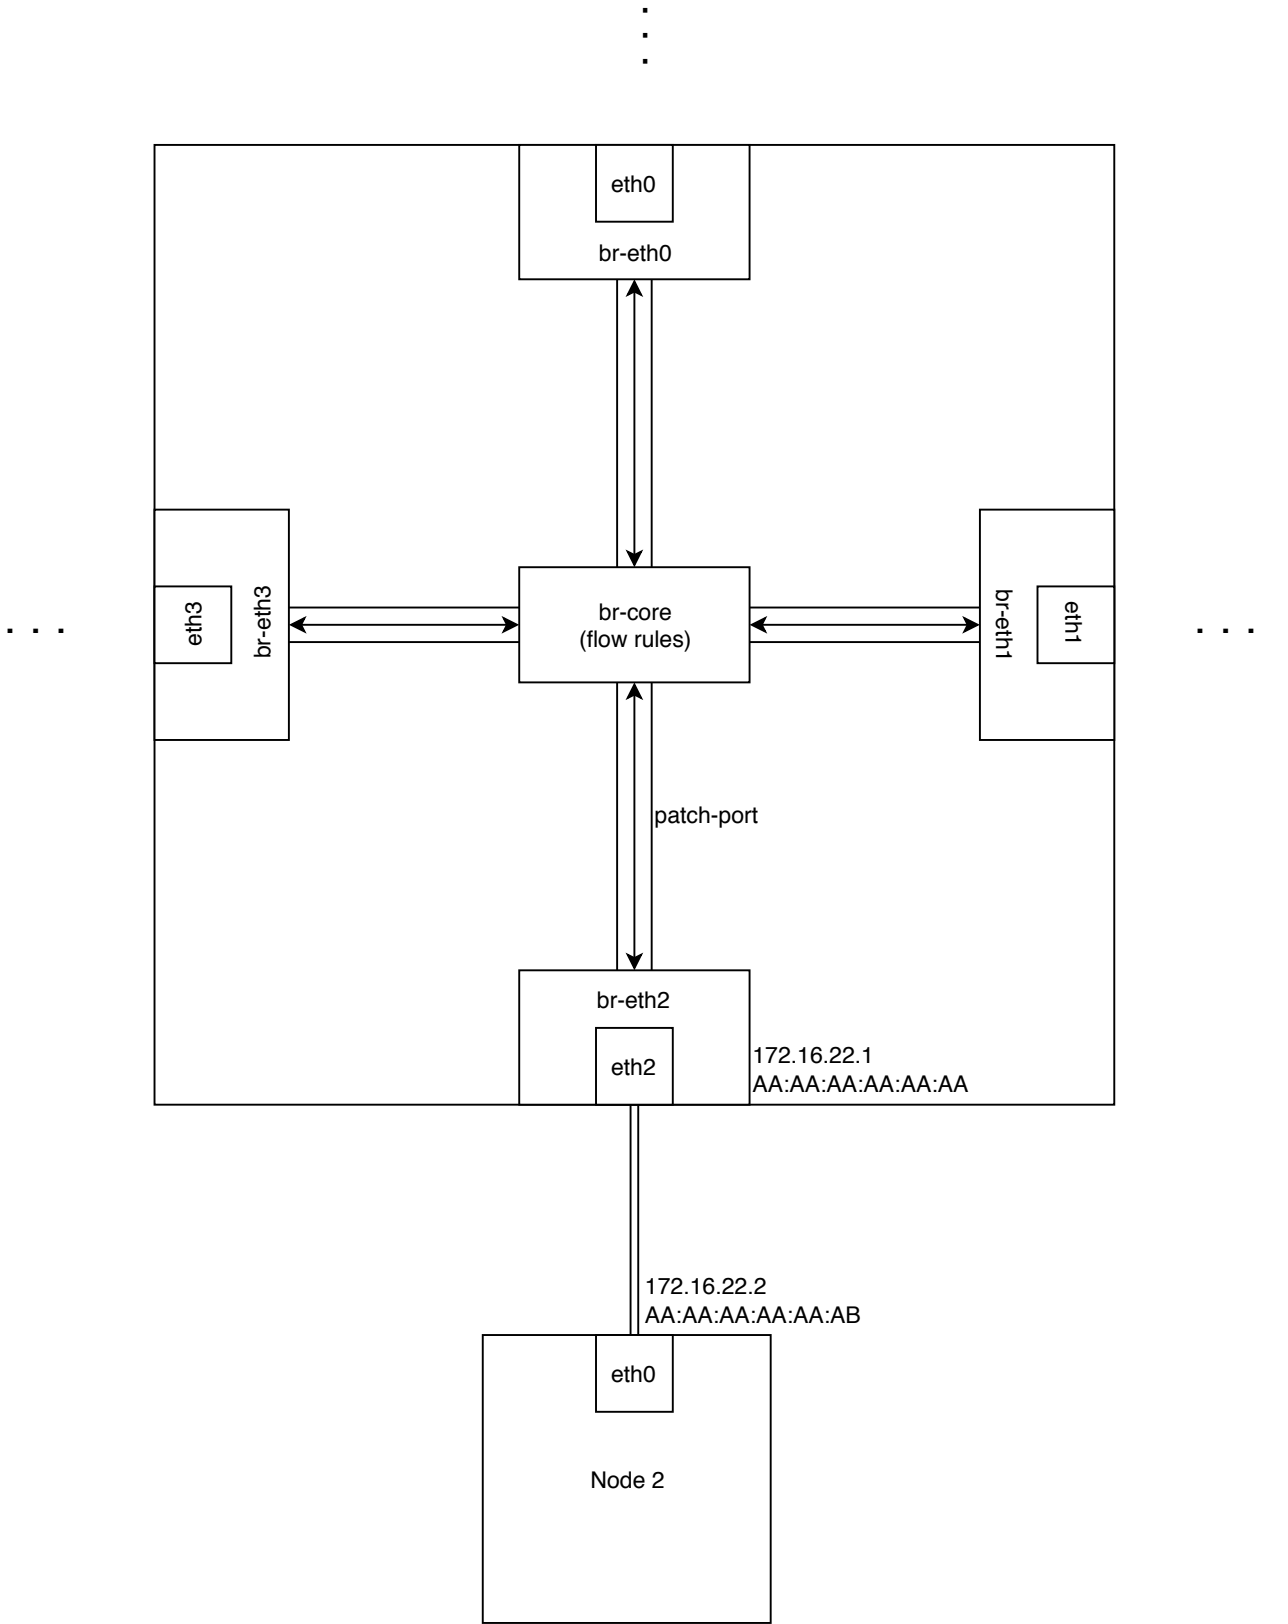 eth0
br-eth0
eth3
br-eth3
br-core
(flow rules)
br-eth1
eth1
patch-port
br-eth2
eth2
172.16.22.1
AA:AA:AA:AA:AA:AA
172.16.22.2
AA:AA:AA:AA:AA:AB
eth0
Node 2